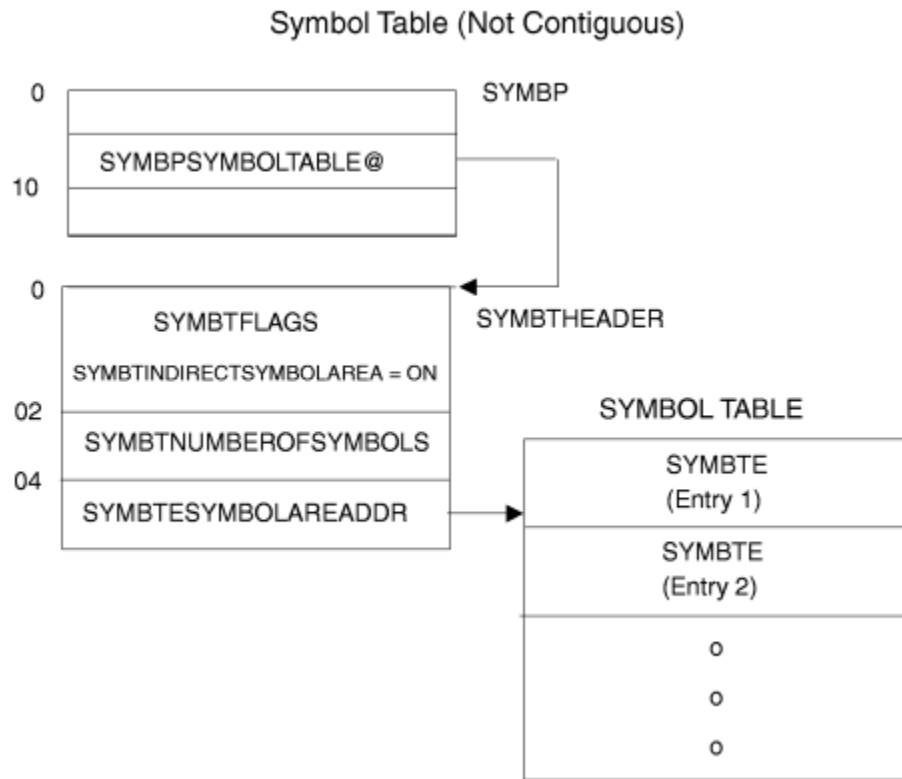 Symbol Table (Not Contiguous)
0
SYMBP
SYMBPSYMBOLTABLE@
10
0
SYMBTFLAGS
SYMBTHEADER
SYMBTINDIRECTSYMBOLAREA = ON
02
SYMBOL TABLE
SYMBTNUMBEROFSYMBOLS
SYMBTE
(Entry 1)
04
SYMBTESYMBOLAREADDR
SYMBTE
(Entry 2)
o
o
o